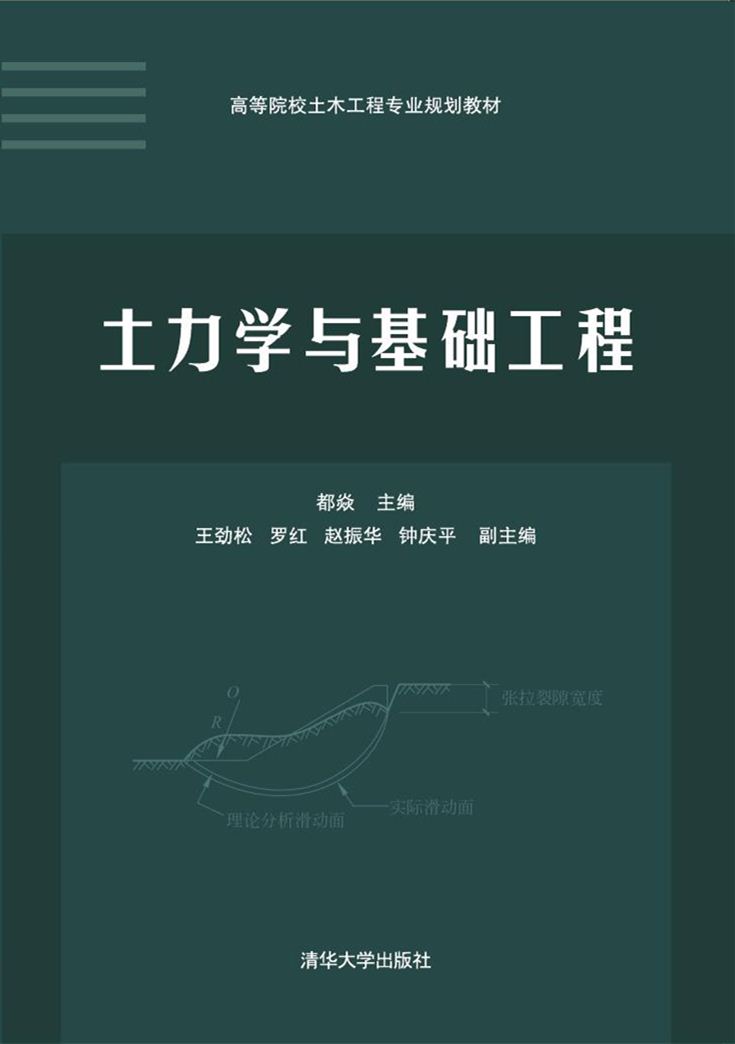 高等院校土木工程专业规划教材
土力学与基础工程
都焱 主编
王劲松 罗红 赵振华 钟庆平 副主编
O
张拉裂隙宽度
R
实际滑动面
理论分析滑动面
清华大学出版社